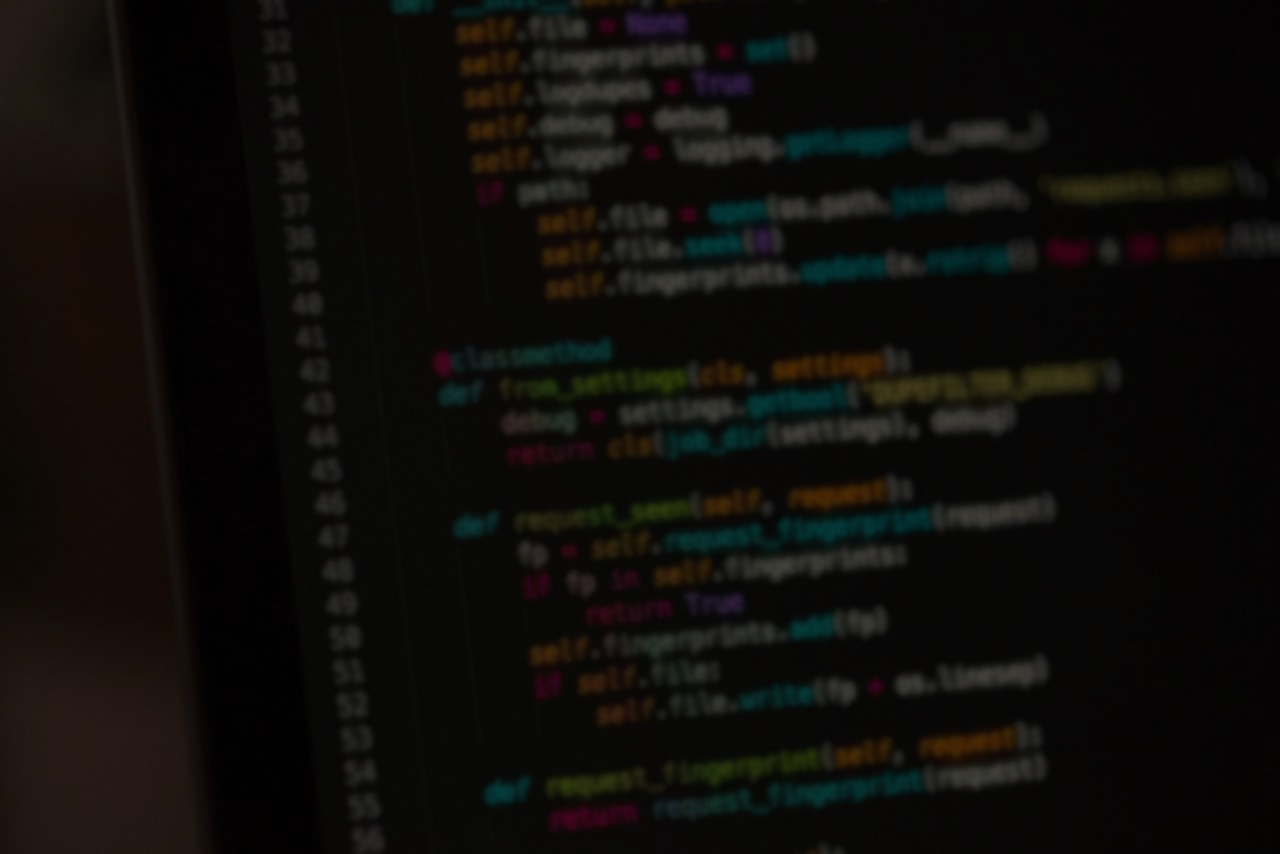 31 def __init__(self,
32 self.file = None
33 self.fingerprints = set()
34 self.logdupes = True
35 self.debug = debug
36 self.logger = logging.getLogger(__name__)
37 if path:
38 self.file = open(os.path.join(path, 'requests.seen'),
39 self.file.seek(0)
40 self.fingerprints.update(x.rstrip() for x in self.file
41
42 @classmethod
43 def from_settings(cls, settings):
44 debug = settings.getbool('DUPEFILTER_DEBUG')
45 return cls(job_dir(settings), debug)
46
47 def request_seen(self, request):
48 fp = self.request_fingerprint(request)
49 if fp in self.fingerprints:
50 return True
51 self.fingerprints.add(fp)
52 if self.file:
53 self.file.write(fp + os.linesep)
54
55 def request_fingerprint(self, request):
56 return request_fingerprint(request)